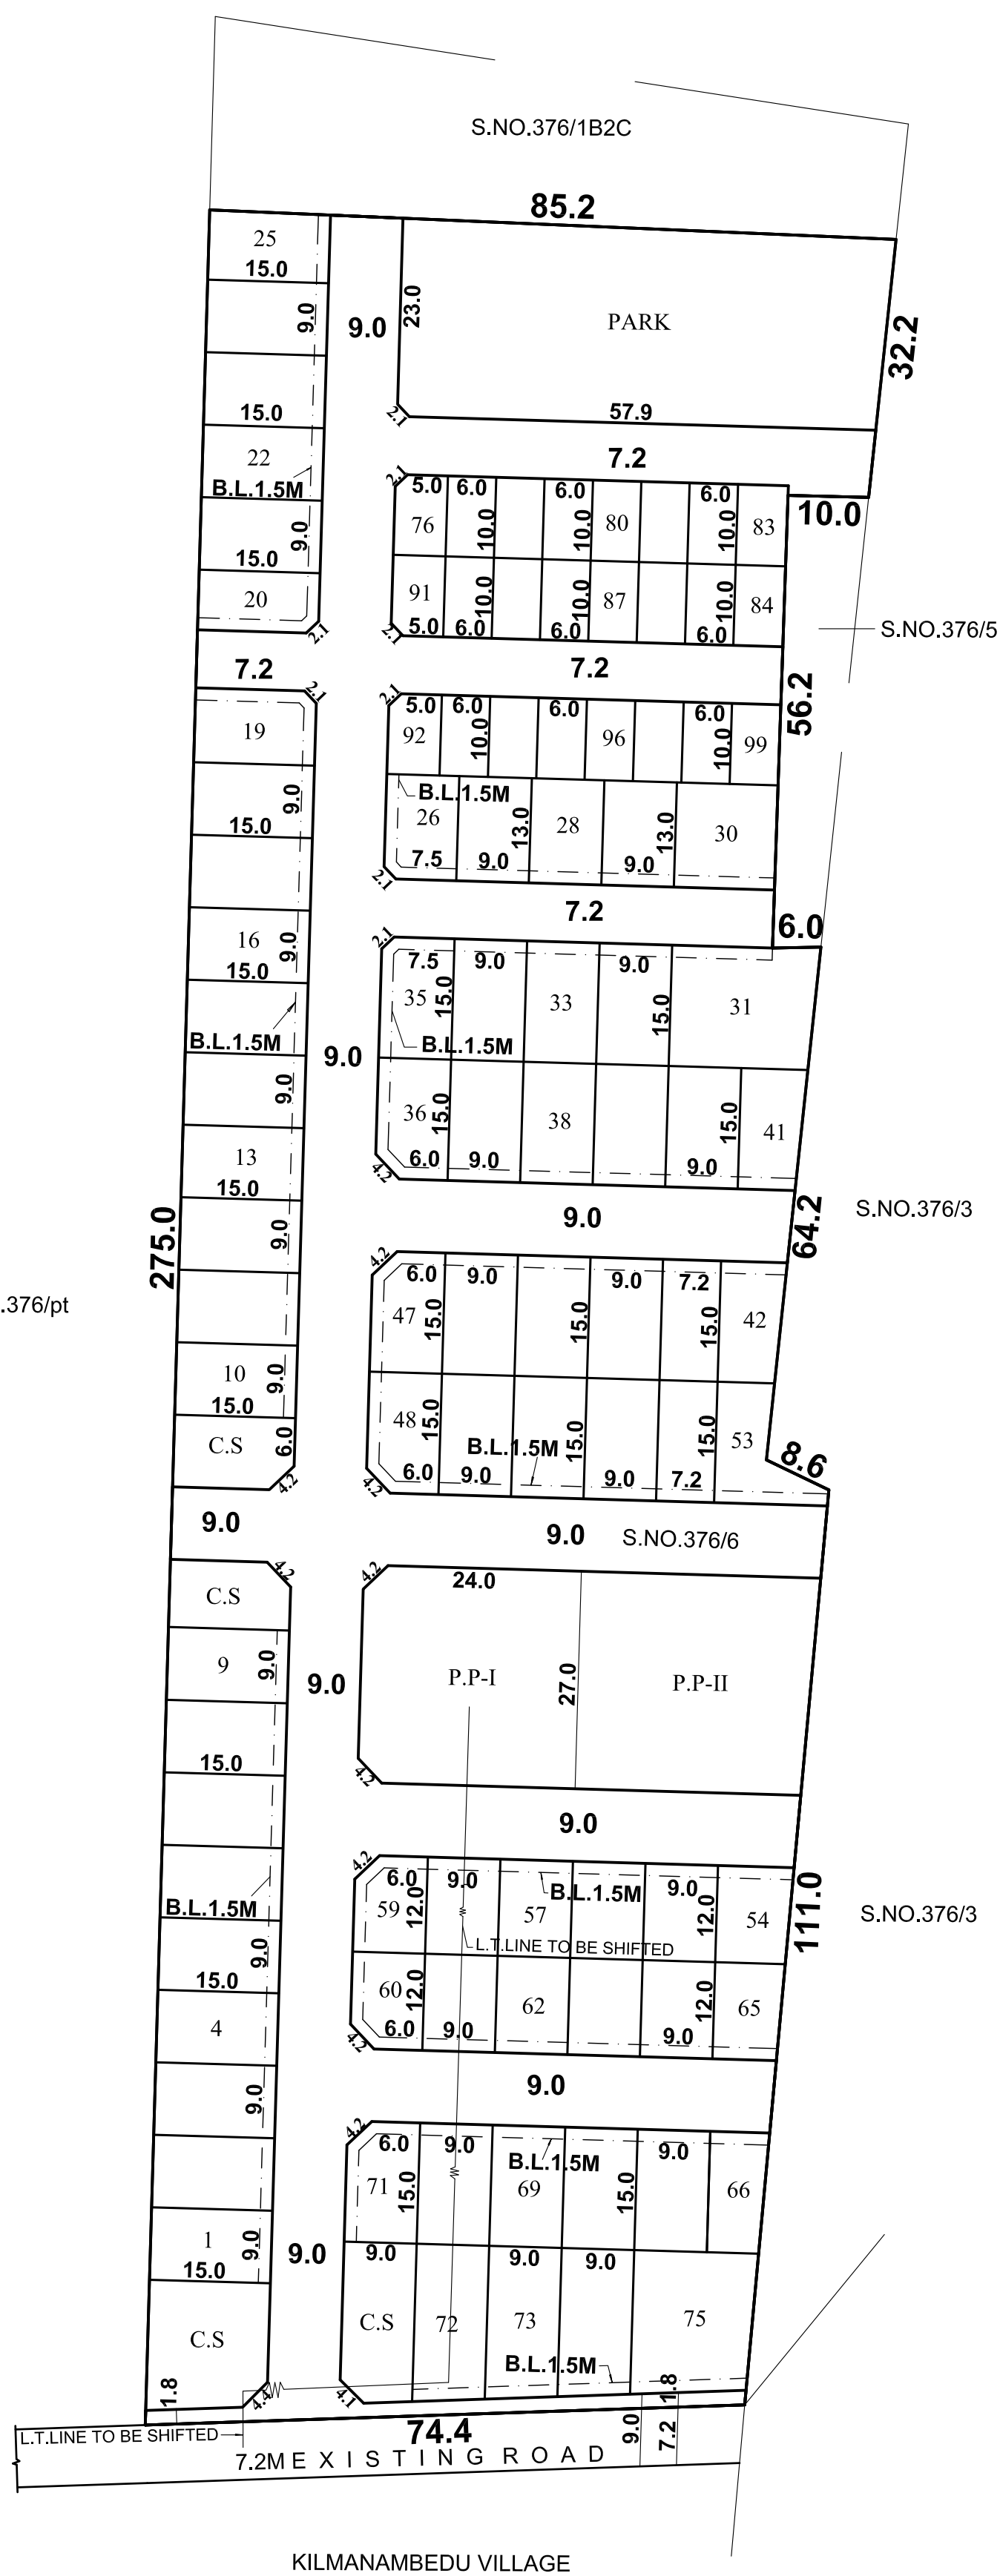 S.NO.376/1B2C
85.2
25
15.0
9.0
9.0
23.0
PARK
32.2
15.0
2.1
57.9
22
B.L.1.5M
7.2
2.1
5.0 6.0 6.0 6.0
10.0
76 10.0 10.0 80 10.0 83
9.0
15.0
20
91 10.0 10.0 87 10.0 84
2.1
2.1
5.0 6.0 6.0 6.0
S.NO.376/5
7.2
7.2
56.2
2.1
2.1
5.0 6.0 6.0 6.0
19
92 10.0 96 10.0 99
9.0
15.0
B.L.1.5M
26 13.0 28 13.0 30
7.5 9.0 9.0
2.1
7.2
6.0
2.1
16
9.0
15.0
7.5 9.0 9.0
35 15.0 33 15.0 31
B.L.1.5M
9.0
B.L.1.5M
9.0
36 15.0 38 15.0 41
6.0 9.0 9.0
4.2
13
15.0
9.0
9.0
64.2
S.NO.376/3
275.0
.376/pt
4.2
6.0 9.0 9.0 7.2
47 15.0 15.0 15.0 42
10
9.0
15.0
C.S
6.0
4.2
48 15.0 15.0 15.0 53
B.L.1.5M
6.0 9.0 9.0 7.2
4.2
8.6
9.0
9.0
S.NO.376/6
4.2
4.2
24.0
C.S
9
9.0
9.0
P.P-I
27.0
P.P-II
15.0
4.2
9.0
4.2
6.0 9.0 B.L.1.5M 9.0
59 12.0 57 12.0 54
B.L.1.5M
111.0
S.NO.376/3
L.T.LINE TO BE SHIFTED
9.0
15.0
60 12.0 62 12.0 65
6.0 9.0 9.0
4.2
4
9.0
9.0
4.2
6.0 9.0 9.0
B.L.1.5M
71 15.0 69 15.0 66
1
9.0
15.0
9.0
9.0 9.0 9.0
C.S
C.S 72 73 75
B.L.1.5M
1.8
4.4
4.1
1.8
L.T.LINE TO BE SHIFTED
74.4
9.0
7.2
7.2M EXISTING ROAD
KILMANAMBEDU VILLAGE